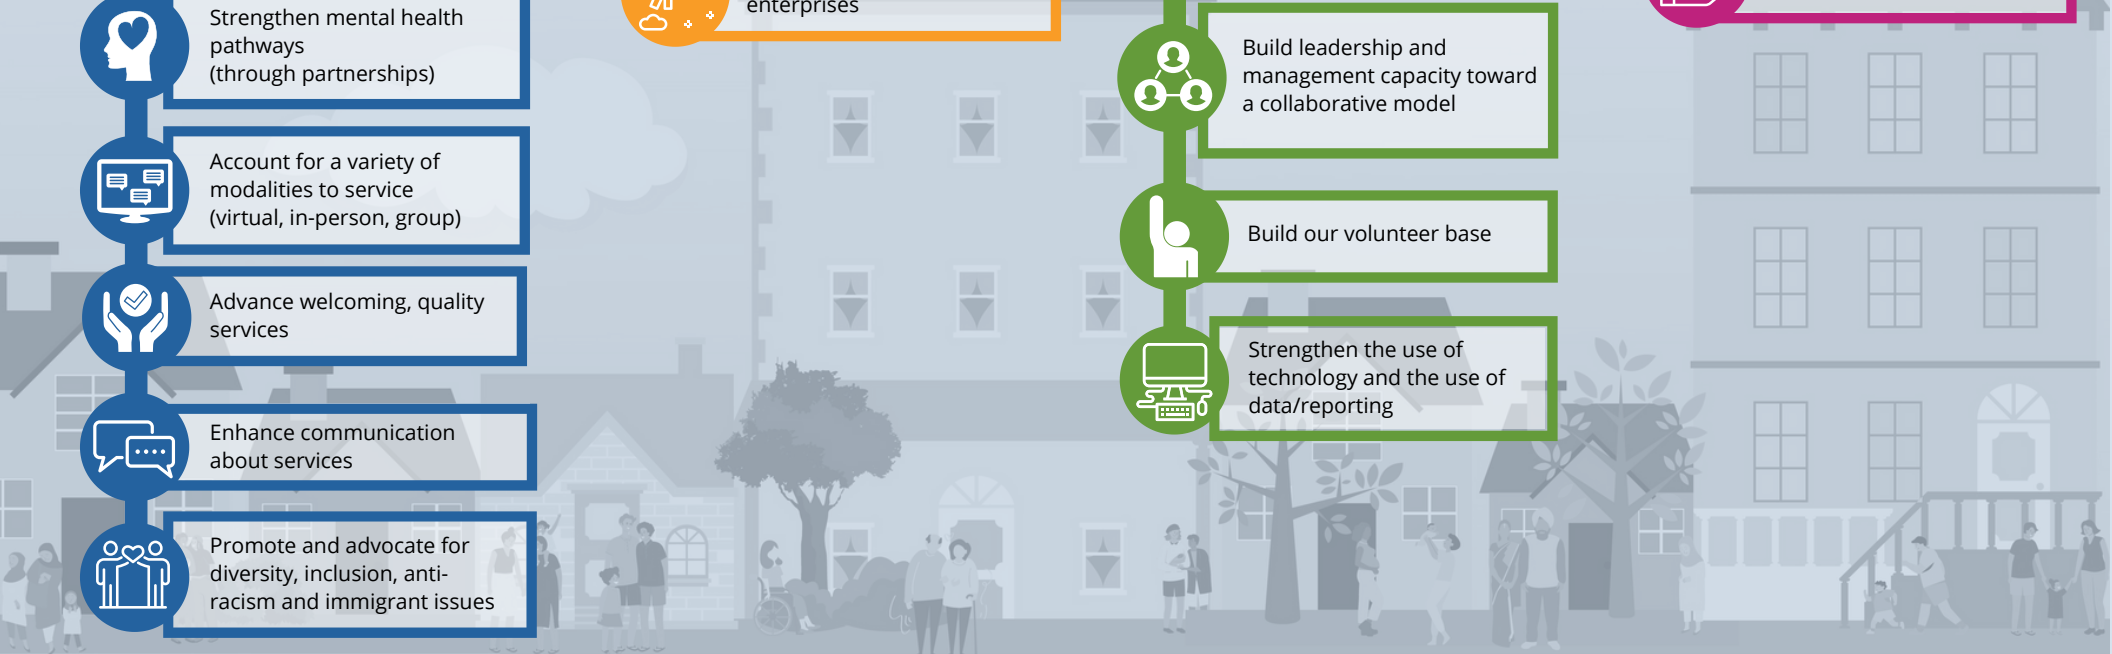 Strengthen mental health
pathways
(through partnerships)
Account for a variety of
modalities to service
(virtual, in-person, group)
Advance welcoming, quality
services
Enhance communication
about services
Promote and advocate for
diversity, inclusion, anti-
racism and immigrant issues
enterprises
Build leadership and
management capacity toward
a collaborative model
Build our volunteer base
Strengthen the use of
technology and the use of
data/reporting